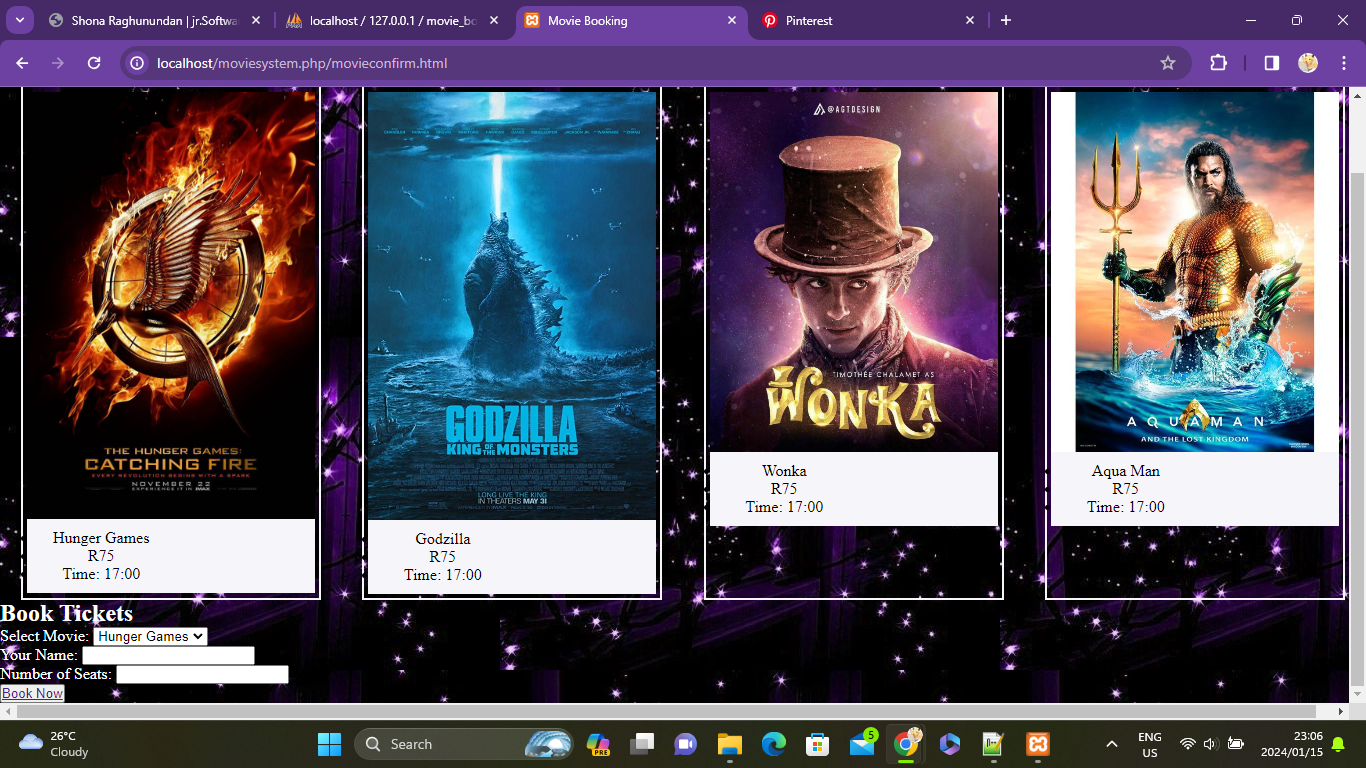 Shona Raghunundan | jr.Softwa
localhost / 127.0.0.1 / movie_bo
Movie Booking
Pinterest
localhost/moviesystem.php/movieconfirm.html
THE HUNGER GAMES:
CATCHING FIRE
EVERY REVOLUTION BEGINS WITH A SPARK
NOVEMBER 22
EXPERIENCE IT IN IMAX
Hunger Games
R75
Time: 17:00
GODZILLA
KING OF THE MONSTERS
LONG LIVE THE KING
IN THEATERS MAY 31
Godzilla
R75
Time: 17:00
@AGTDESIGN
TIMOTHÉE CHALAMET AS
WONKA
Wonka
R75
Time: 17:00
AQUAMAN
AND THE LOST KINGDOM
Aqua Man
R75
Time: 17:00
Book Tickets
Select Movie: Hunger Games
Your Name:
Number of Seats:
Book Now
26°C
Cloudy
Search
PRE
5
ENG
US
23:06
2024/01/15